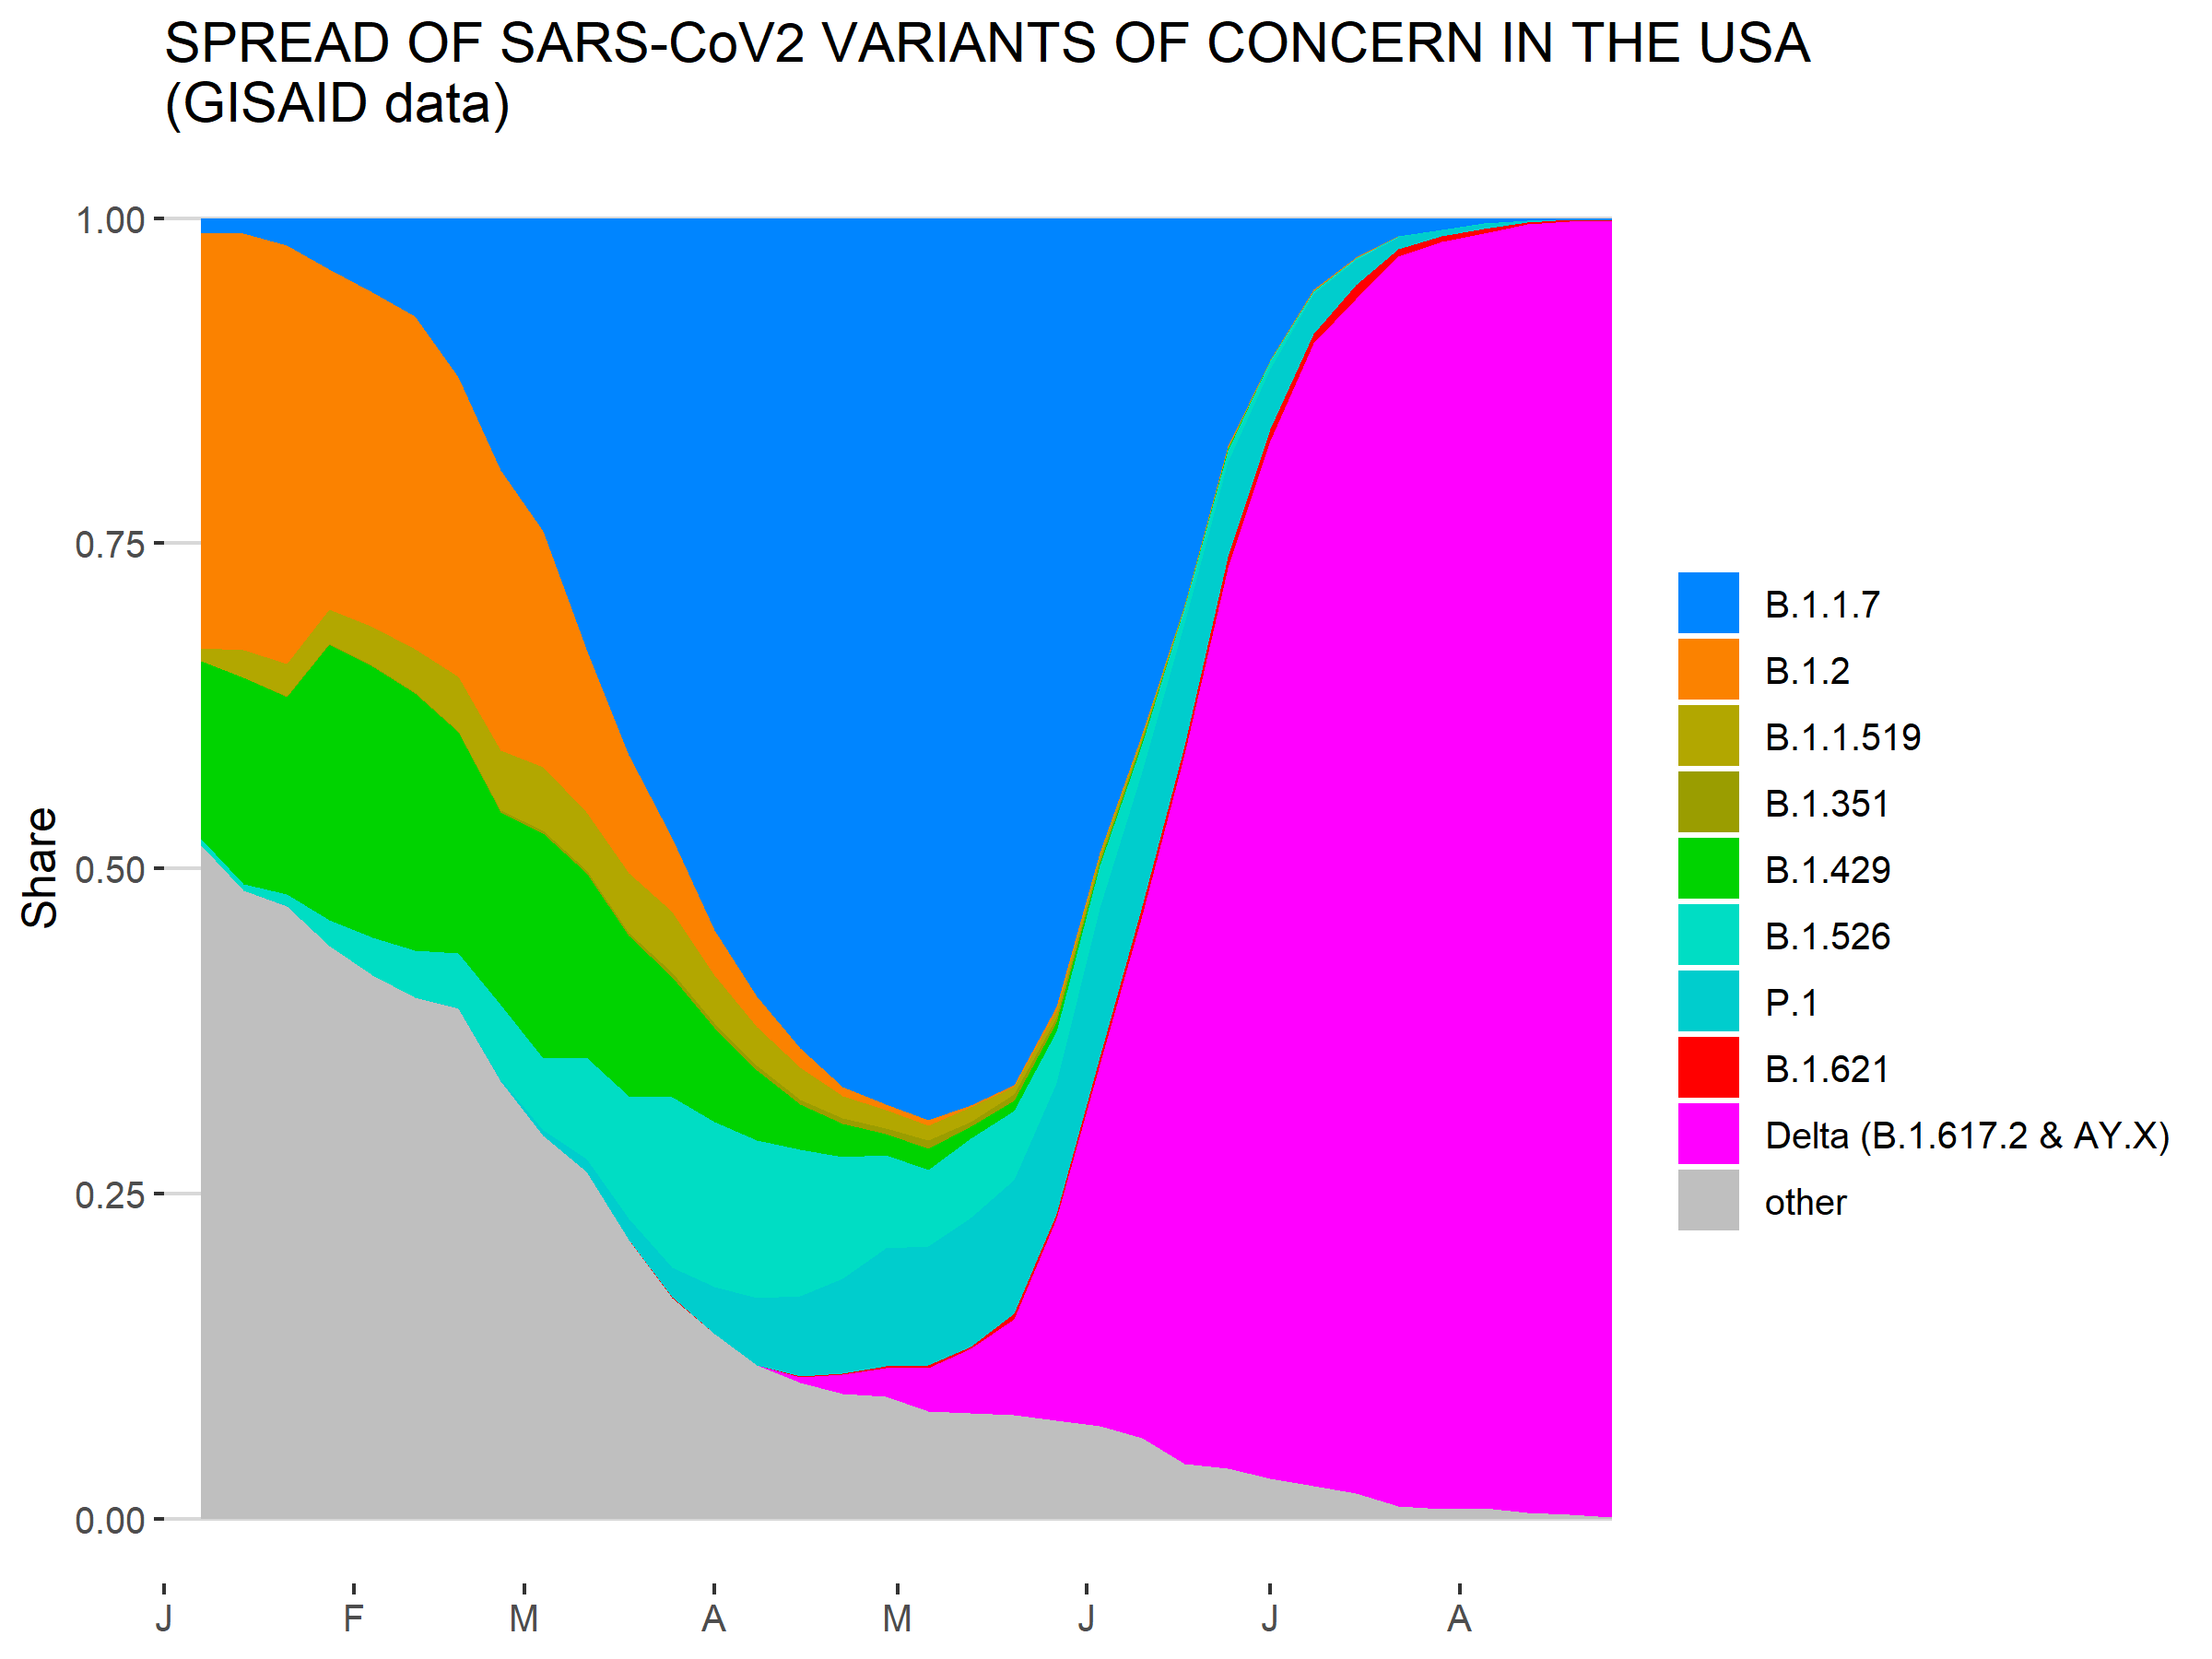 SPREAD OF SARS-CoV2 VARIANTS OF CONCERN IN THE USA
(GISAID data)
1.00
0.75
0.50
0.25
0.00
Share
J F M A M J J A
B.1.1.7
B.1.2
B.1.1.519
B.1.351
B.1.429
B.1.526
P.1
B.1.621
Delta (B.1.617.2 & AY.X)
other